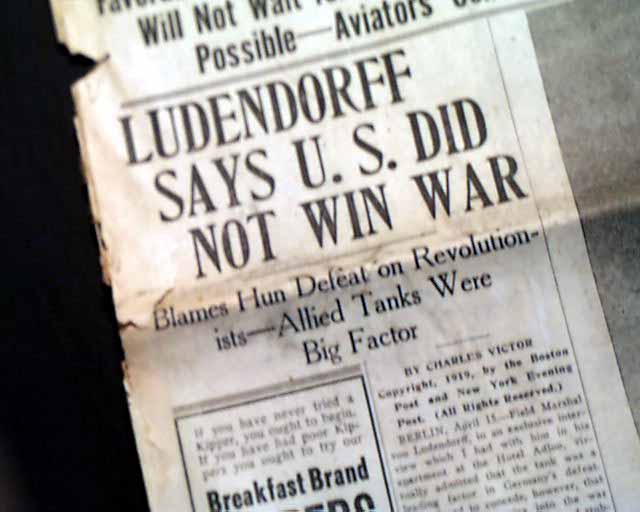 Will Not Wait
Possible—Aviators'
LUDENDORFF
SAYS U. S. DID
NOT WIN WAR
Blames Hun Defeat on Revolution-
ists—Allied Tanks Were
Big Factor
BY CHARLES VICTOR
Copyright, 1919, by the Boston
Post and New York Evening
Post. (All Rights Reserved.)
BERLIN, April 15—Field Marshal
von Ludendorff, in an exclusive inter-
view which I had with him in his
apartment at the Hotel Adlon, vir-
tually admitted that the tank was a
leading factor in Germany's defeat.
however, that
into the war
If you have never tried a
Kipper, you ought to begin.
If you have had poor Kip-
pers you ought to try our
Breakfast Brand